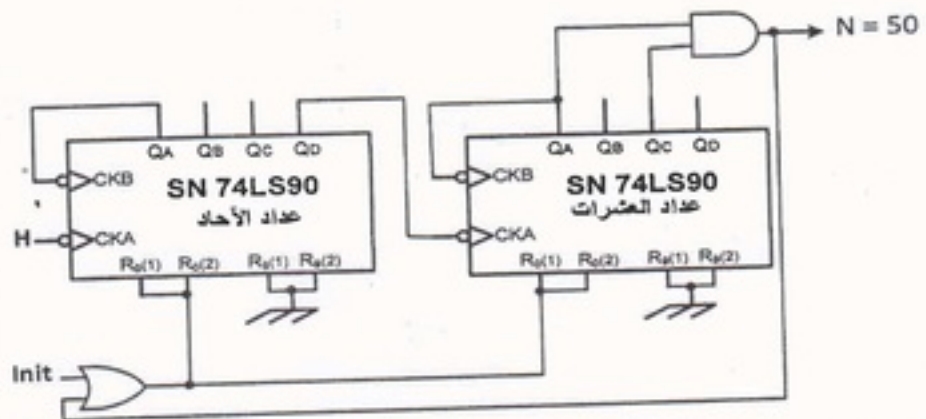 N = 50
QA QB QC QD
CKB
SN 74LS90
عداد الأحاد
H
CKA
R0(1) R0(2) R9(1) R9(2)
QA QB QC QD
CKB
SN 74LS90
عداد العشرات
CKA
R0(1) R0(2) R9(1) R9(2)
Init